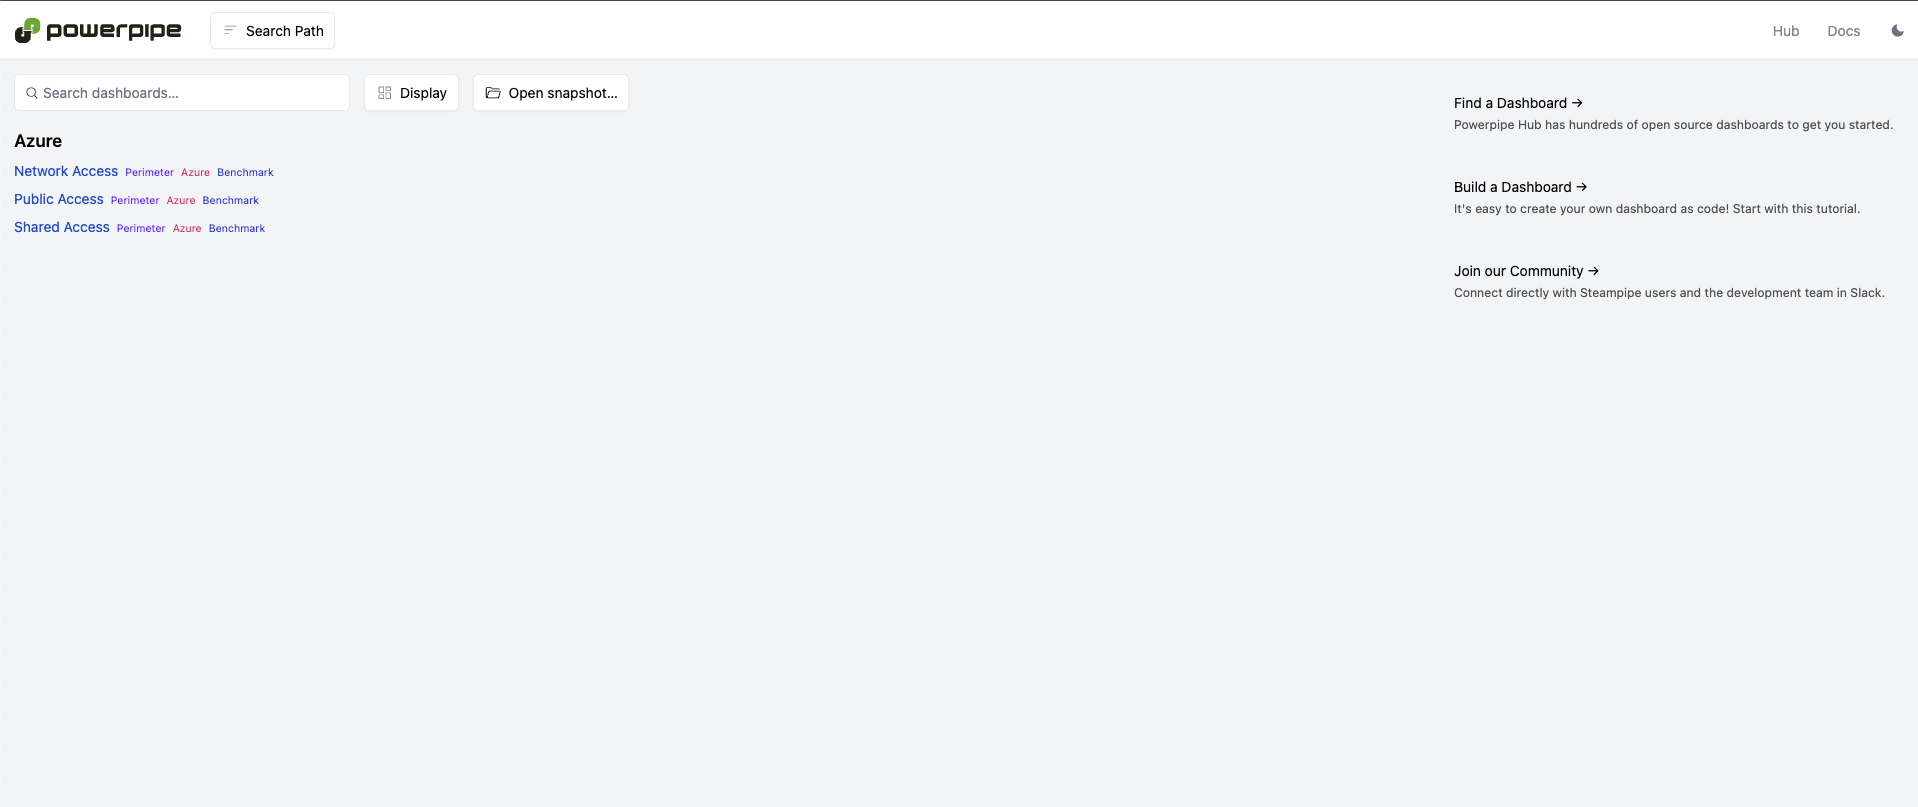 powerpipe Search Path Hub Docs
Search dashboards... Display Open snapshot...
Azure
Network Access Perimeter Azure Benchmark
Public Access Perimeter Azure Benchmark
Shared Access Perimeter Azure Benchmark
Find a Dashboard →
Powerpipe Hub has hundreds of open source dashboards to get you started.
Build a Dashboard →
It's easy to create your own dashboard as code! Start with this tutorial.
Join our Community →
Connect directly with Steampipe users and the development team in Slack.